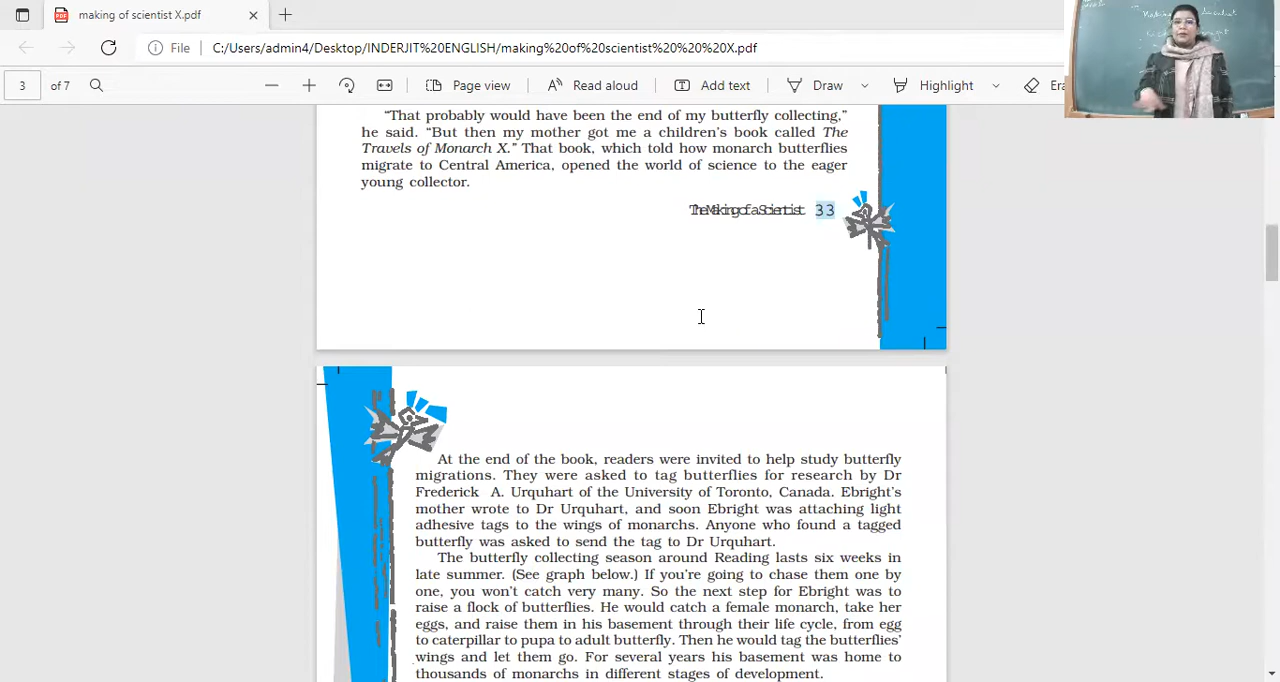 making of scientist X.pdf
File C:/Users/admin4/Desktop/INDERJIT%20ENGLISH/making%20of%20scientist%20%20%20X.pdf
3 of 7 Page view Read aloud Add text Draw Highlight Era
“That probably would have been the end of my butterfly collecting,”
he said. “But then my mother got me a children's book called The
Travels of Monarch X.” That book, which told how monarch butterflies
migrate to Central America, opened the world of science to the eager
young collector.
The Making of a Scientist 33
At the end of the book, readers were invited to help study butterfly
migrations. They were asked to tag butterflies for research by Dr
Frederick A. Urquhart of the University of Toronto, Canada. Ebright's
mother wrote to Dr Urquhart, and soon Ebright was attaching light
adhesive tags to the wings of monarchs. Anyone who found a tagged
butterfly was asked to send the tag to Dr Urquhart.
The butterfly collecting season around Reading lasts six weeks in
late summer. (See graph below.) If you're going to chase them one by
one, you won't catch very many. So the next step for Ebright was to
raise a flock of butterflies. He would catch a female monarch, take her
eggs, and raise them in his basement through their life cycle, from egg
to caterpillar to pupa to adult butterfly. Then he would tag the butterflies'
wings and let them go. For several years his basement was home to
thousands of monarchs in different stages of development.